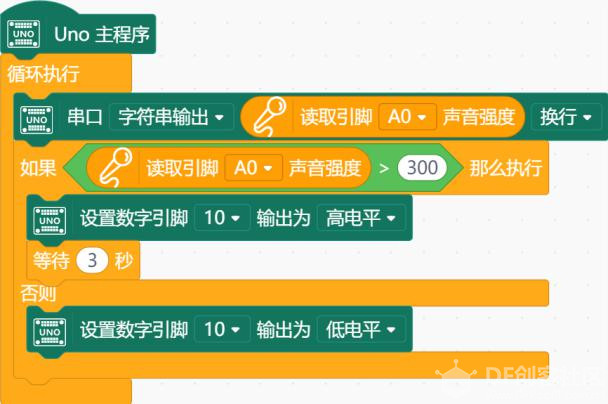 UNO Uno 主程序
循环执行
UNO 串口 字符串输出 读取引脚 A0 声音强度 换行
如果 读取引脚 A0 声音强度 > 300 那么执行
UNO 设置数字引脚 10 输出为 高电平
等待 3 秒
否则
UNO 设置数字引脚 10 输出为 低电平
DF创客社区